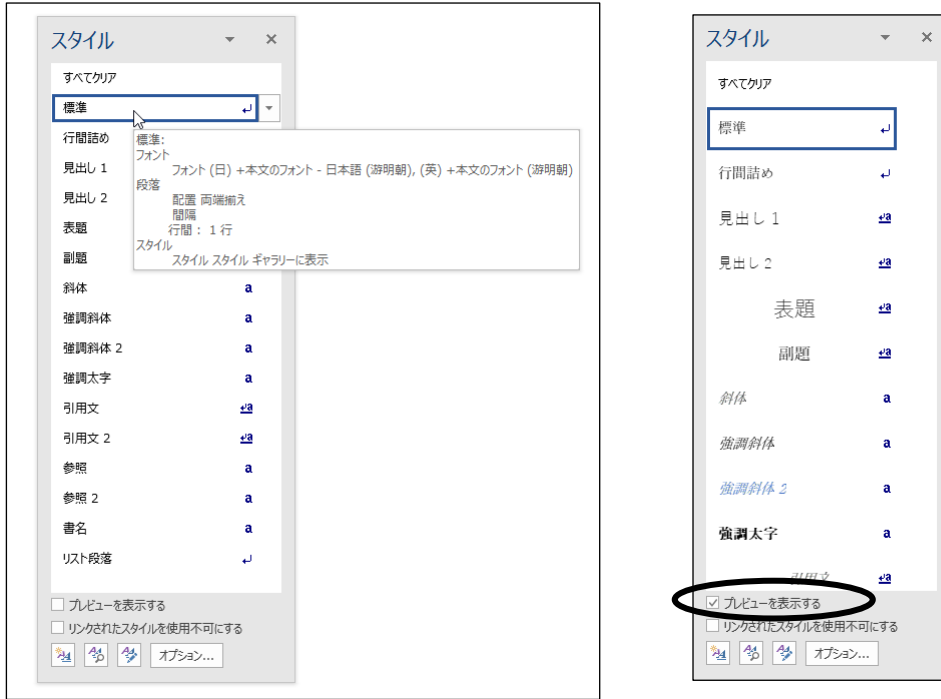 スタイル
すべてクリア
標準
行間詰め
見出し 1
見出し 2
表題
副題
斜体
強調斜体
強調斜体 2
強調太字
引用文
引用文 2
参照
参照 2
書名
リスト段落
標準:
フォント
フォント (日) +本文のフォント - 日本語 (游明朝), (英) +本文のフォント (游明朝)
段落
配置 両端揃え
間隔
行間 : 1 行
スタイル
スタイル スタイル ギャラリーに表示
a
a
a
a
a
a
a
a
a
プレビューを表示する
リンクされたスタイルを使用不可にする
オプション...
スタイル
すべてクリア
標準
行間詰め
見出し 1
a
見出し 2
a
表題
a
副題
a
斜体
a
強調斜体
a
強調斜体 2
a
強調太字
a
引用文
a
プレビューを表示する
リンクされたスタイルを使用不可にする
オプション...